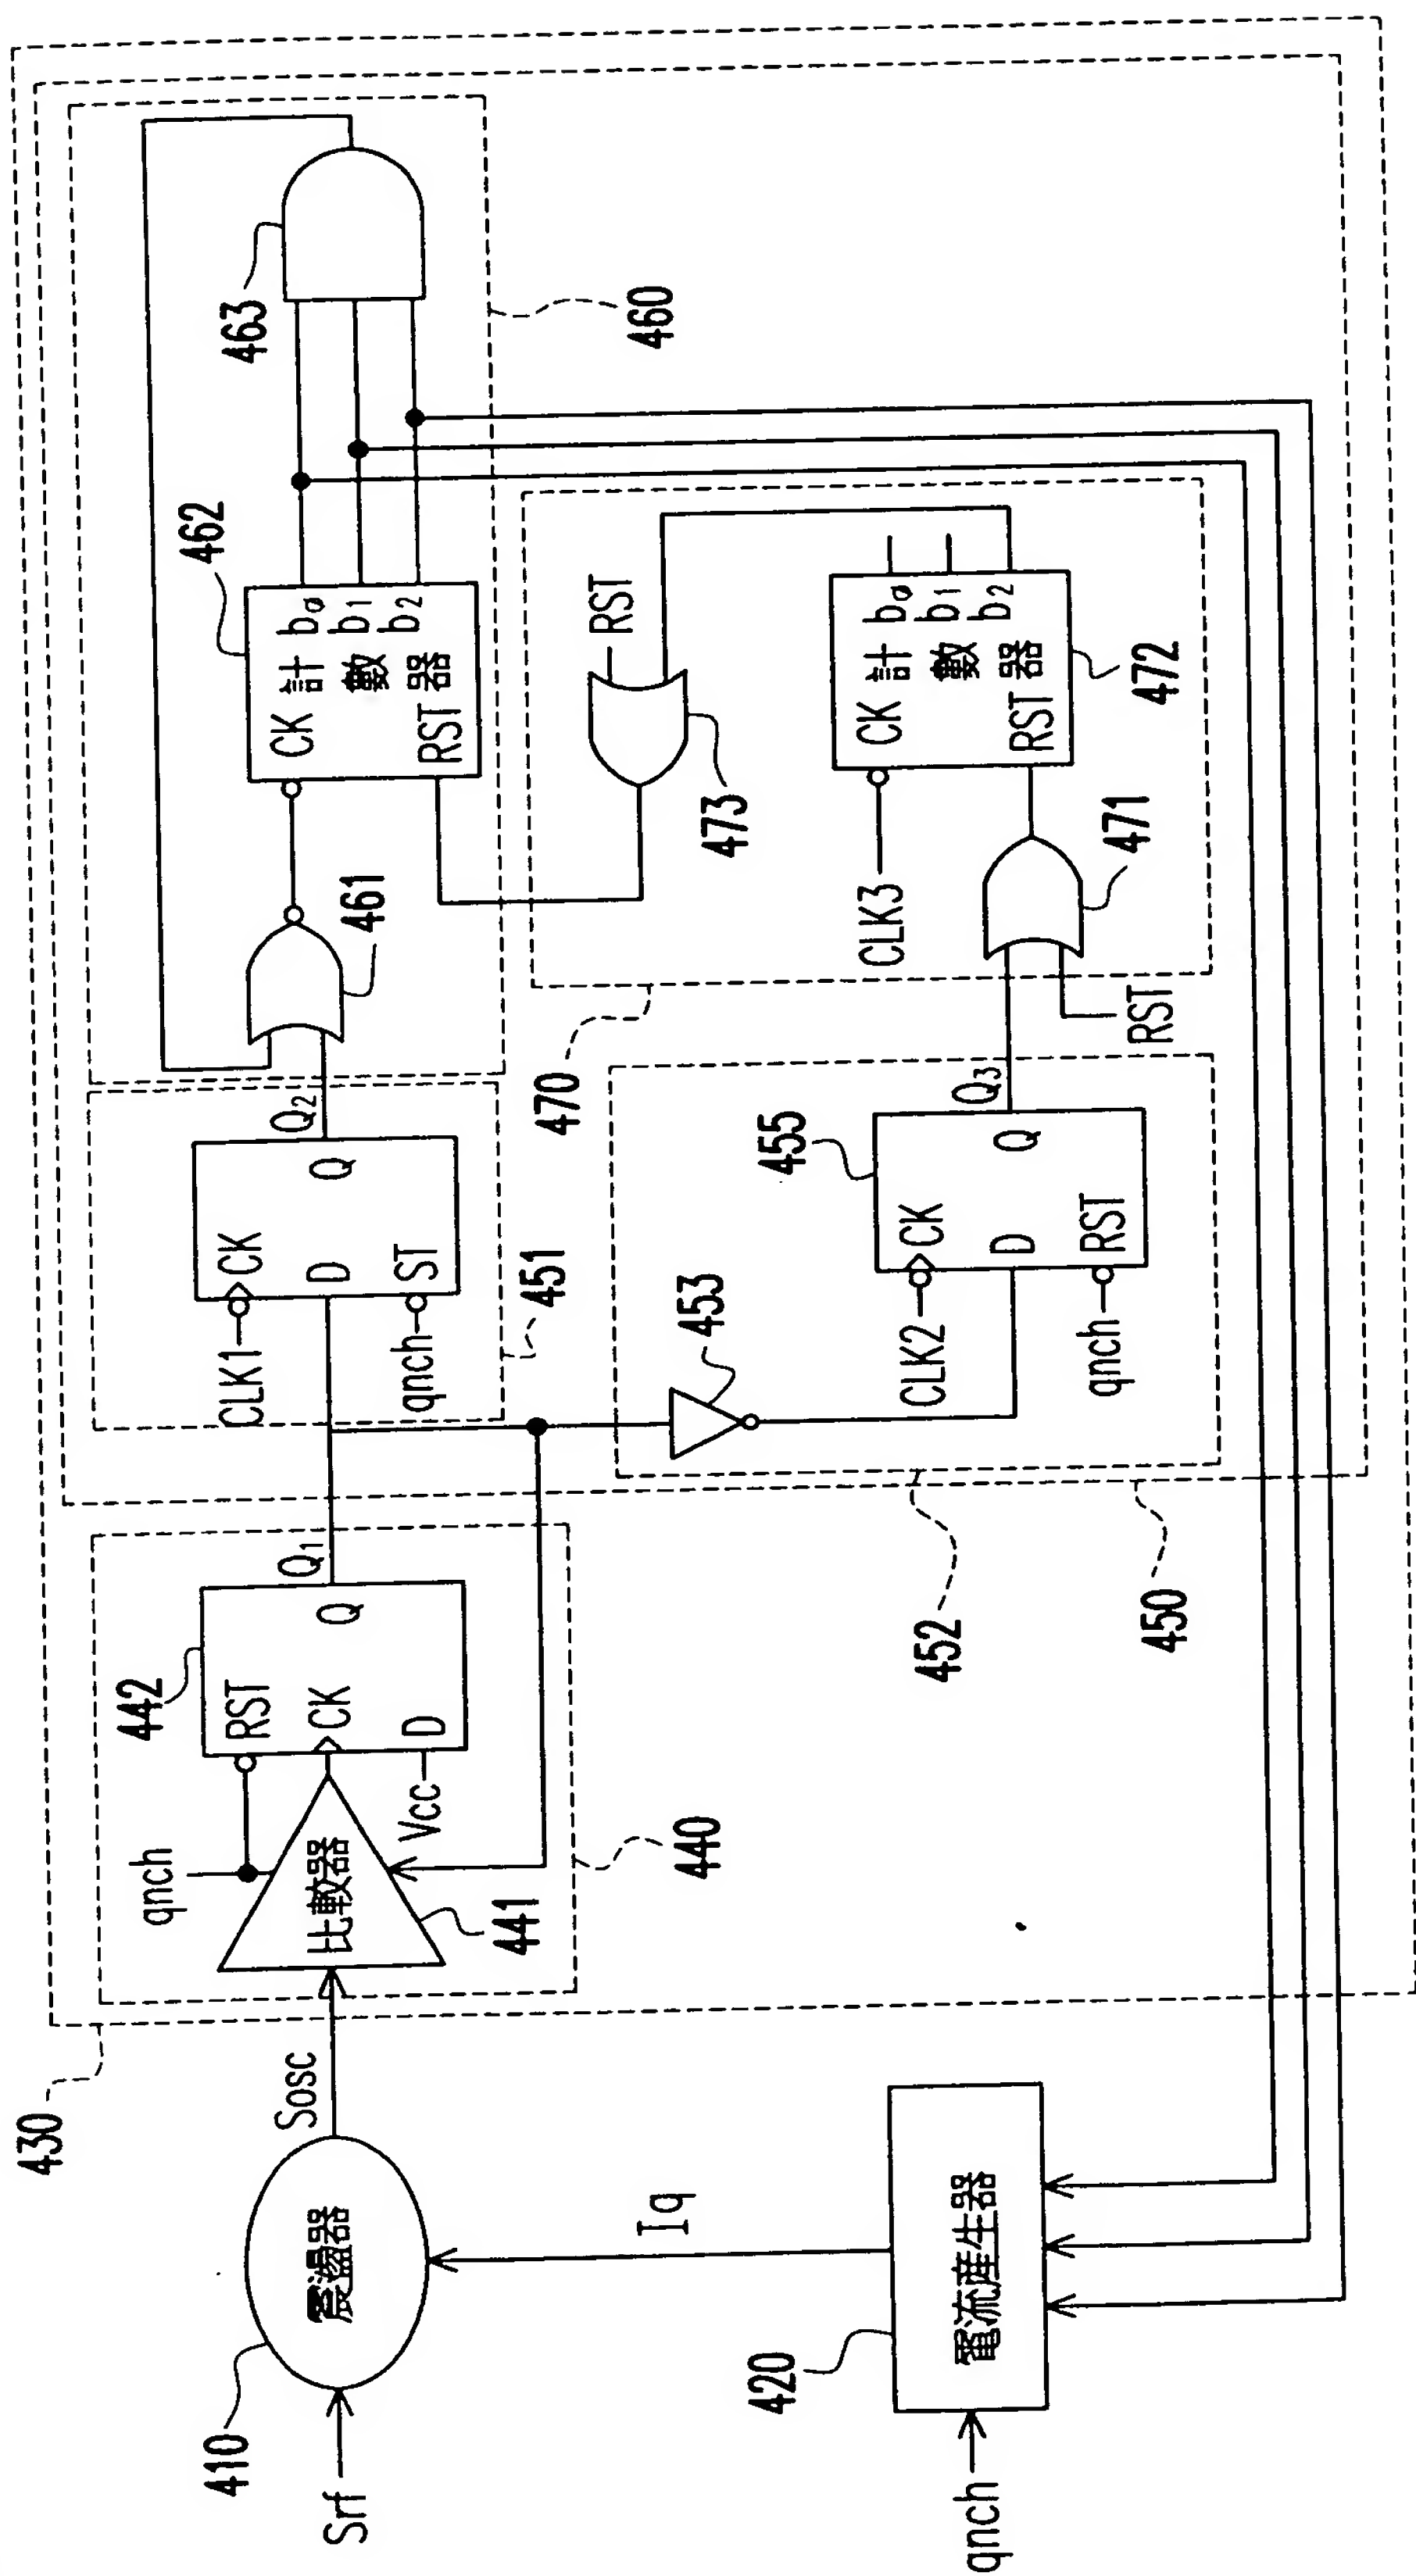 430
440
442
qnch
RST
CK
D
Q
Q1
Vcc
比較器
441
Sosc
震盪器
410
Srf
Iq
電流産生器
420
qnch
CLK1
CK
D
ST
Q
Q2
qnch
451
461
462
CK
RST
計數器
b0
b1
b2
463
460
453
452
450
CLK2
CK
D
RST
Q
Q3
qnch
455
470
471
RST
CLK3
CK
RST
計數器
b0
b1
b2
472
473
RST